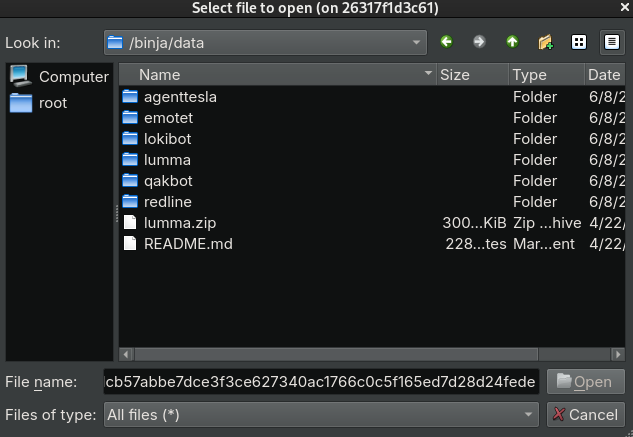 Select file to open (on 26317f1d3c61)
Look in: /binja/data
Computer
root
Name Size Type Date
agenttesla Folder 6/8/2
emotet Folder 6/8/2
lokibot Folder 6/8/2
lumma Folder 6/8/2
qakbot Folder 6/8/2
redline Folder 6/8/2
lumma.zip 300...KiB Zip ...hive 4/22/
README.md 228...tes Mar...ent 4/22/
File name: cb57abbe7dce3f3ce627340ac1766c0c5f165ed7d28d24fede Open
Files of type: All files (*) Cancel